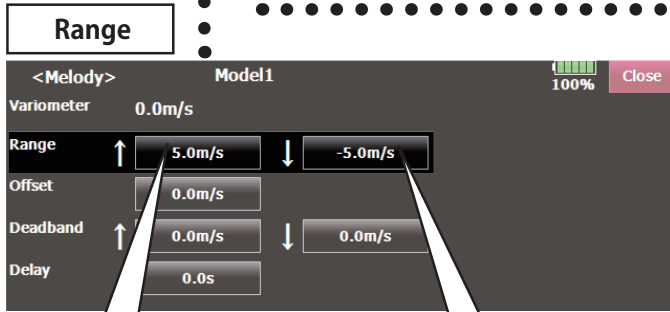 Range
<Melody> Model1 100% Close
Variometer 0.0m/s
Range ↑ 5.0m/s ↓ -5.0m/s
Offset 0.0m/s
Deadband ↑ 0.0m/s ↓ 0.0m/s
Delay 0.0s